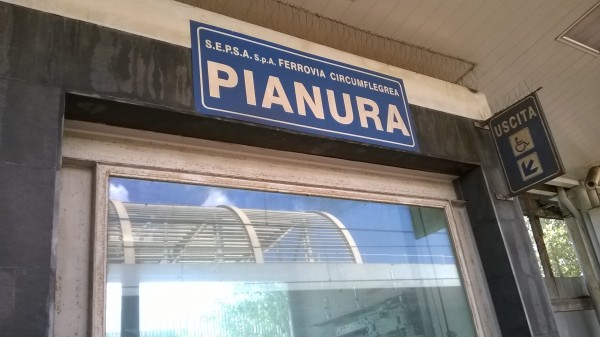 S.E.P.S.A. S.p.A. FERROVIA CIRCUMFLEGREA
PIANURA
USCITA